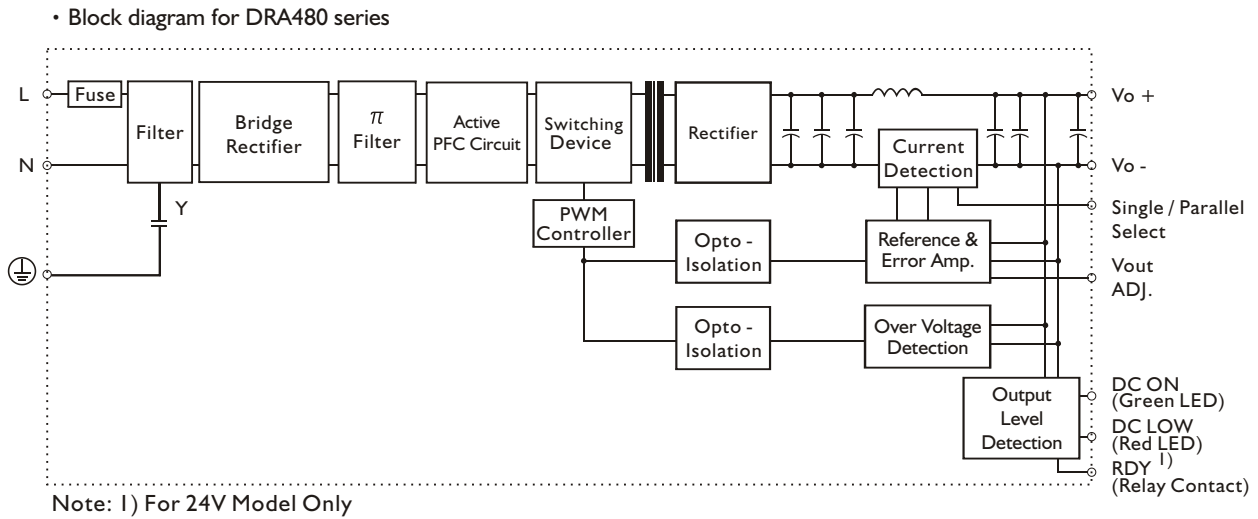 • Block diagram for DRA480 series
L
Fuse
Filter
Bridge
Rectifier
π
Filter
Active
PFC Circuit
Switching
Device
Rectifier
Current
Detection
Vo +
N
Vo -
Y
PWM
Controller
Single / Parallel
Select
Opto -
Isolation
Reference &
Error Amp.
Vout
ADJ.
Opto -
Isolation
Over Voltage
Detection
Output
Level
Detection
DC ON
(Green LED)
DC LOW
(Red LED)
RDY 1)
(Relay Contact)
Note: 1) For 24V Model Only